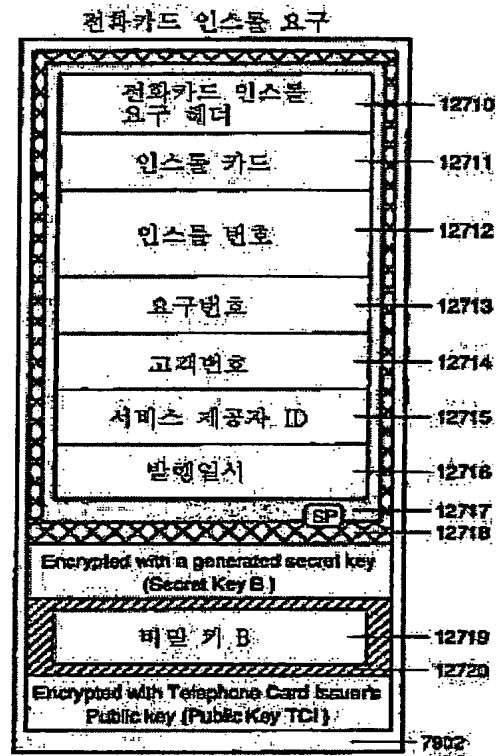 전화카드 인스톨 요구
전화카드 인스톨
요구 헤더
12710
인스톨 카드
12711
인스톨 번호
12712
요구번호
12713
고객번호
12714
서비스 제공자 ID
12715
발행일시
12716
SP
12717
12718
Encrypted with a generated secret key
(Secret Key B)
비밀 키 B
12719
12720
Encrypted with Telephone Card Issuer's
Public key (Public Key TCI)
7902